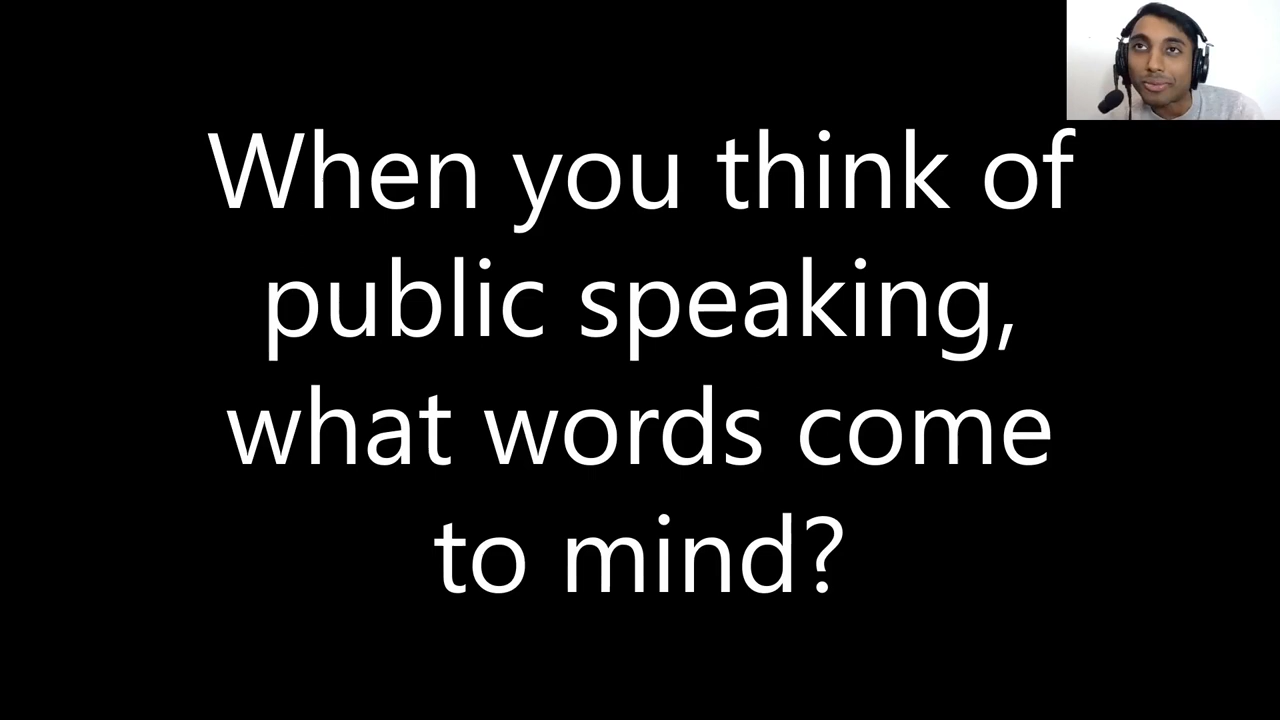 When you think of
public speaking,
what words come
to mind?